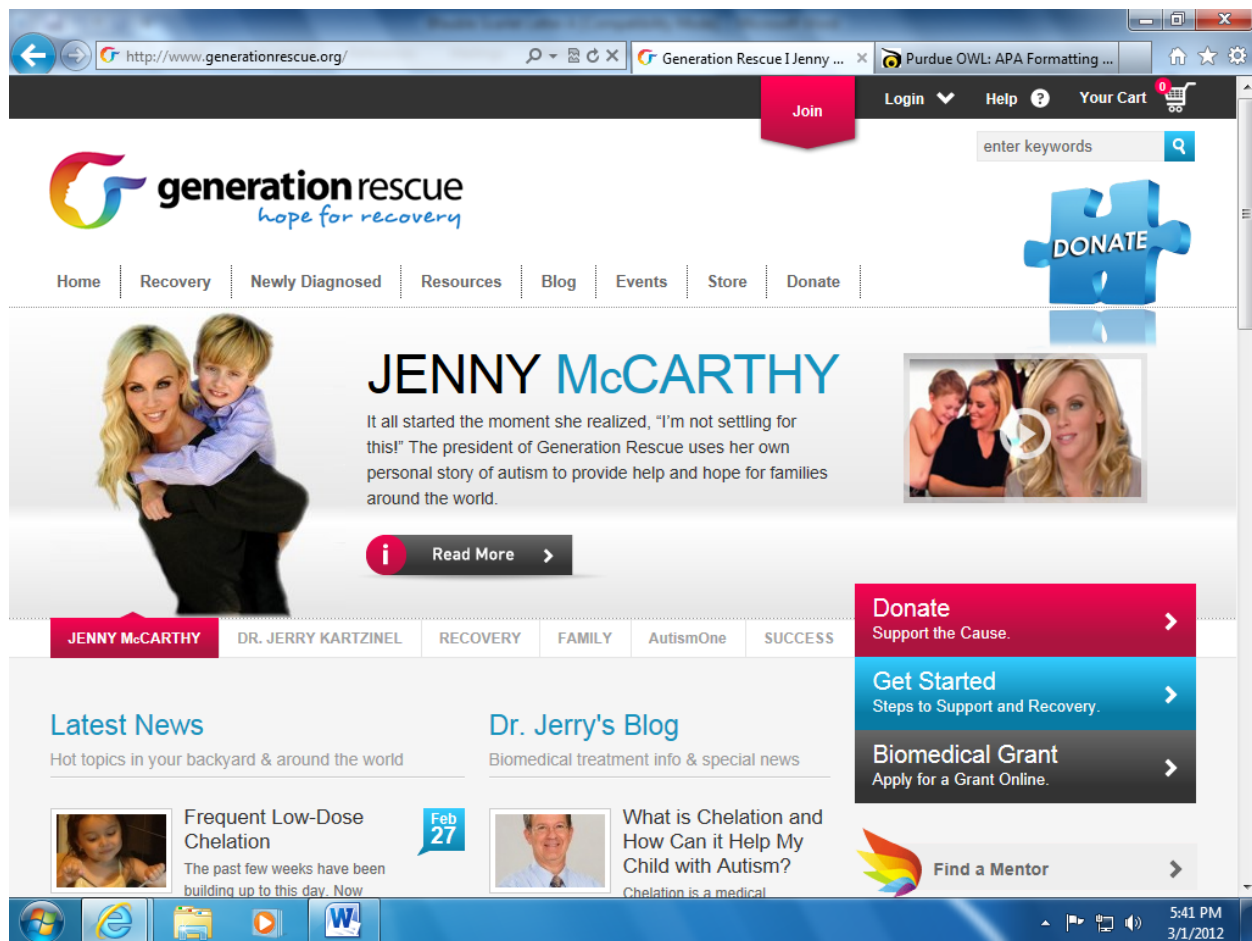 http://www.generationrescue.org/
Generation Rescue I Jenny ...
Purdue OWL: APA Formatting ...
Join
Login
Help ?
Your Cart 0
enter keywords
generationrescue
hope for recovery
DONATE
Home Recovery Newly Diagnosed Resources Blog Events Store Donate
JENNY McCARTHY
It all started the moment she realized, “I’m not settling for
this!” The president of Generation Rescue uses her own
personal story of autism to provide help and hope for families
around the world.
i Read More
JENNY McCARTHY DR. JERRY KARTZINEL RECOVERY FAMILY AutismOne SUCCESS
Donate
Support the Cause.
Get Started
Steps to Support and Recovery.
Biomedical Grant
Apply for a Grant Online.
Find a Mentor
Latest News
Hot topics in your backyard & around the world
Frequent Low-Dose
Chelation
Feb
27
The past few weeks have been
building up to this day. Now
Dr. Jerry's Blog
Biomedical treatment info & special news
What is Chelation and
How Can it Help My
Child with Autism?
Chelation is a medical
W
5:41 PM
3/1/2012